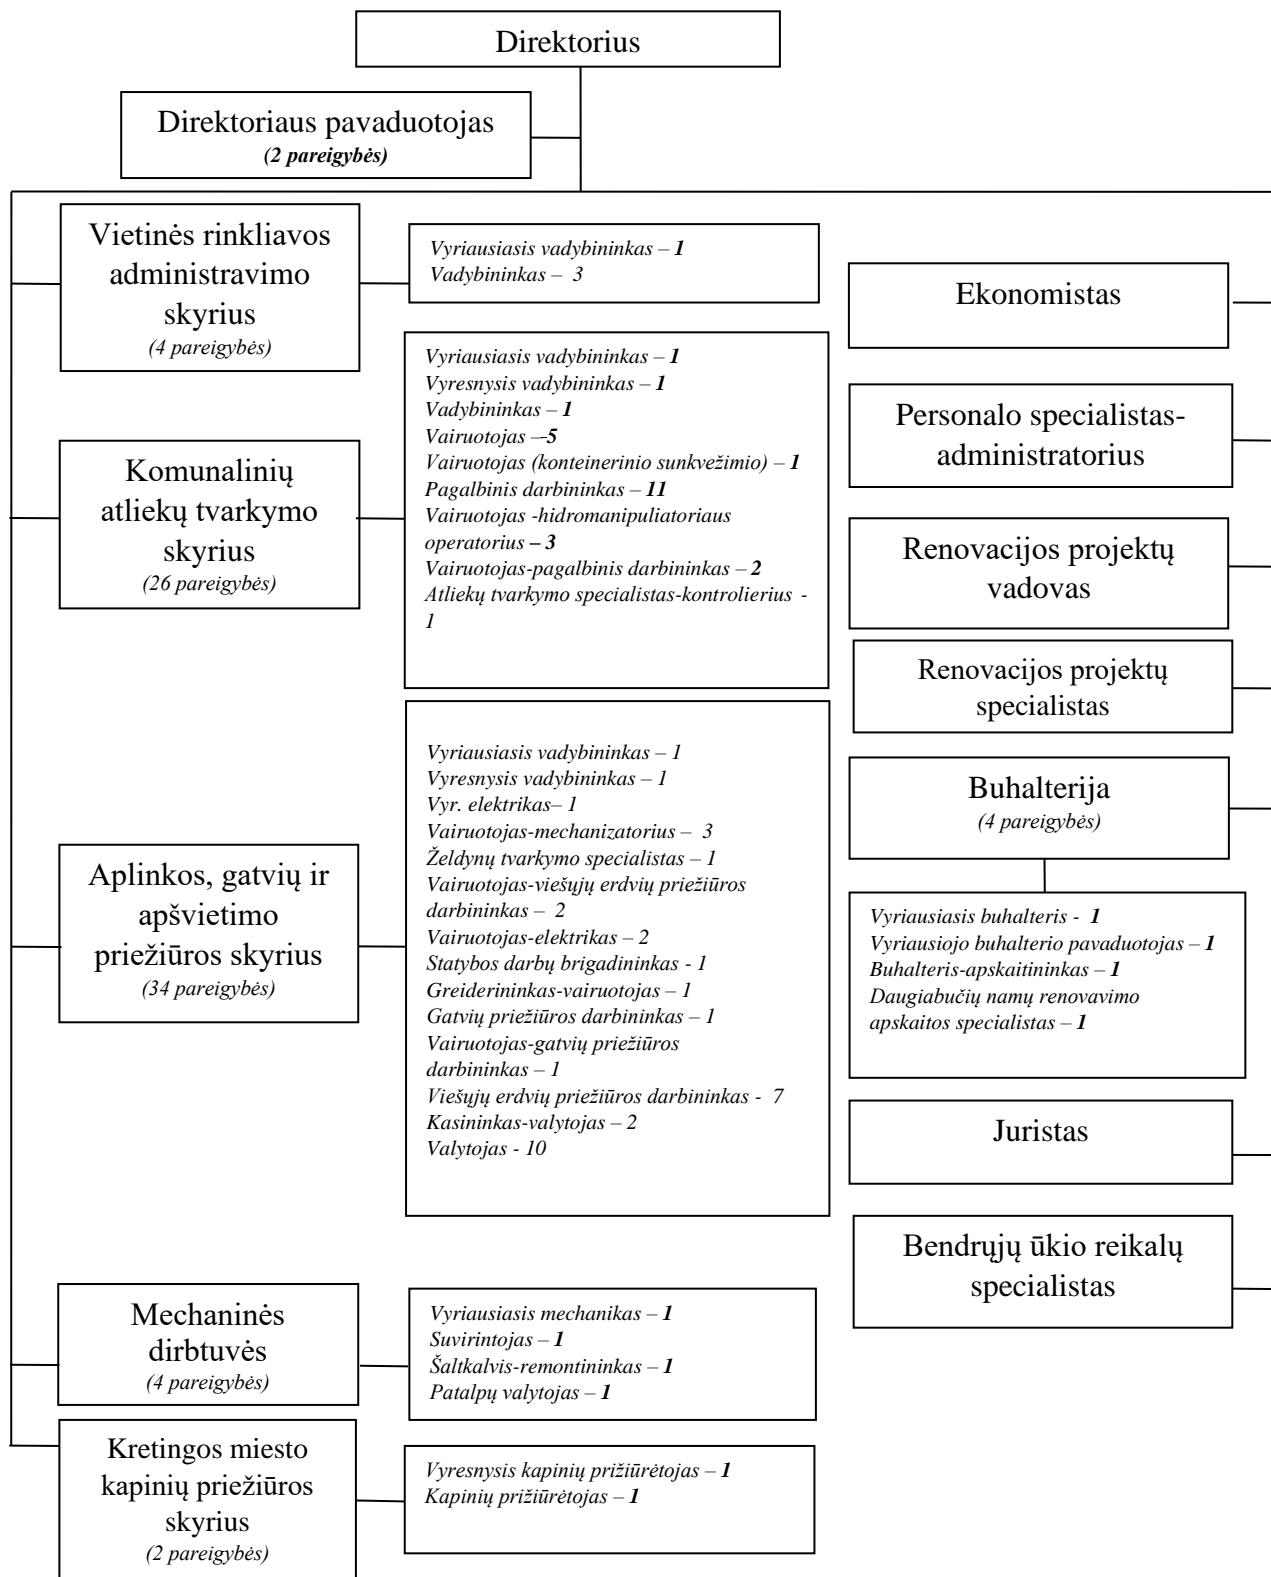 Direktorius
Direktoriaus pavaduotojas
(2 pareigybės)
Vietinės rinkliavos
administravimo
skyrius
(4 pareigybės)
Vyriausiasis vadybininkas – 1
Vadybininkas – 3
Komunalinių
atliekų tvarkymo
skyrius
(26 pareigybės)
Vyriausiasis vadybininkas – 1
Vyresnysis vadybininkas – 1
Vadybininkas – 1
Vairuotojas –-5
Vairuotojas (konteinerinio sunkvežimio) – 1
Pagalbinis darbininkas – 11
Vairuotojas -hidromanipuliatoriaus
operatorius – 3
Vairuotojas-pagalbinis darbininkas – 2
Atliekų tvarkymo specialistas-kontrolierius -
1
Aplinkos, gatvių ir
apšvietimo
priežiūros skyrius
(34 pareigybės)
Vyriausiasis vadybininkas – 1
Vyresnysis vadybininkas – 1
Vyr. elektrikas– 1
Vairuotojas-mechanizatorius – 3
Želdynų tvarkymo specialistas – 1
Vairuotojas-viešųjų erdvių priežiūros
darbininkas – 2
Vairuotojas-elektrikas – 2
Statybos darbų brigadininkas - 1
Greiderininkas-vairuotojas – 1
Gatvių priežiūros darbininkas – 1
Vairuotojas-gatvių priežiūros
darbininkas – 1
Viešųjų erdvių priežiūros darbininkas - 7
Kasininkas-valytojas – 2
Valytojas - 10
Mechaninės
dirbtuvės
(4 pareigybės)
Vyriausiasis mechanikas – 1
Suvirintojas – 1
Šaltkalvis-remontininkas – 1
Patalpų valytojas – 1
Kretingos miesto
kapinių priežiūros
skyrius
(2 pareigybės)
Vyresnysis kapinių prižiūrėtojas – 1
Kapinių prižiūrėtojas – 1
Ekonomistas
Personalo specialistas-
administratorius
Renovacijos projektų
vadovas
Renovacijos projektų
specialistas
Buhalterija
(4 pareigybės)
Vyriausiasis buhalteris - 1
Vyriausiojo buhalterio pavaduotojas – 1
Buhalteris-apskaitininkas – 1
Daugiabučių namų renovavimo
apskaitos specialistas – 1
Juristas
Bendrųjų ūkio reikalų
specialistas